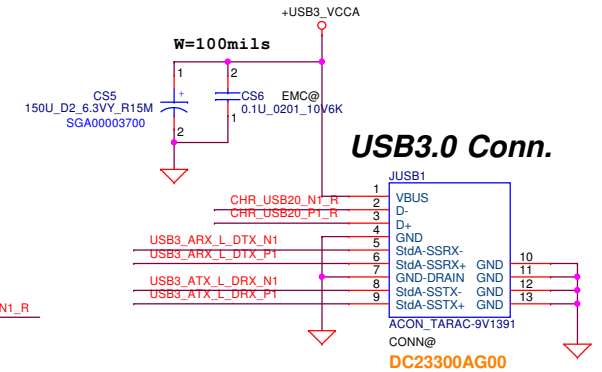 +USB3_VCCA
W=100mils
1
2
CS5
+
CS6
EMC@
150U_D2_6.3VY_R15M
0.1U_0201_10V6K
SGA00003700
2
1
USB3.0 Conn.
JUSB1
1 VBUS
CHR_USB20_N1_R 2 D-
CHR_USB20_P1_R 3 D+
4 GND
USB3_ARX_L_DTX_N1 5 StdA-SSRX-
USB3_ARX_L_DTX_P1 6 StdA-SSRX+ GND 10
7 GND-DRAIN GND 11
USB3_ATX_L_DRX_N1 8 StdA-SSTX- GND 12
USB3_ATX_L_DRX_P1 9 StdA-SSTX+ GND 13
N1_R
ACON_TARAC-9V1391
CONN@
DC23300AG00